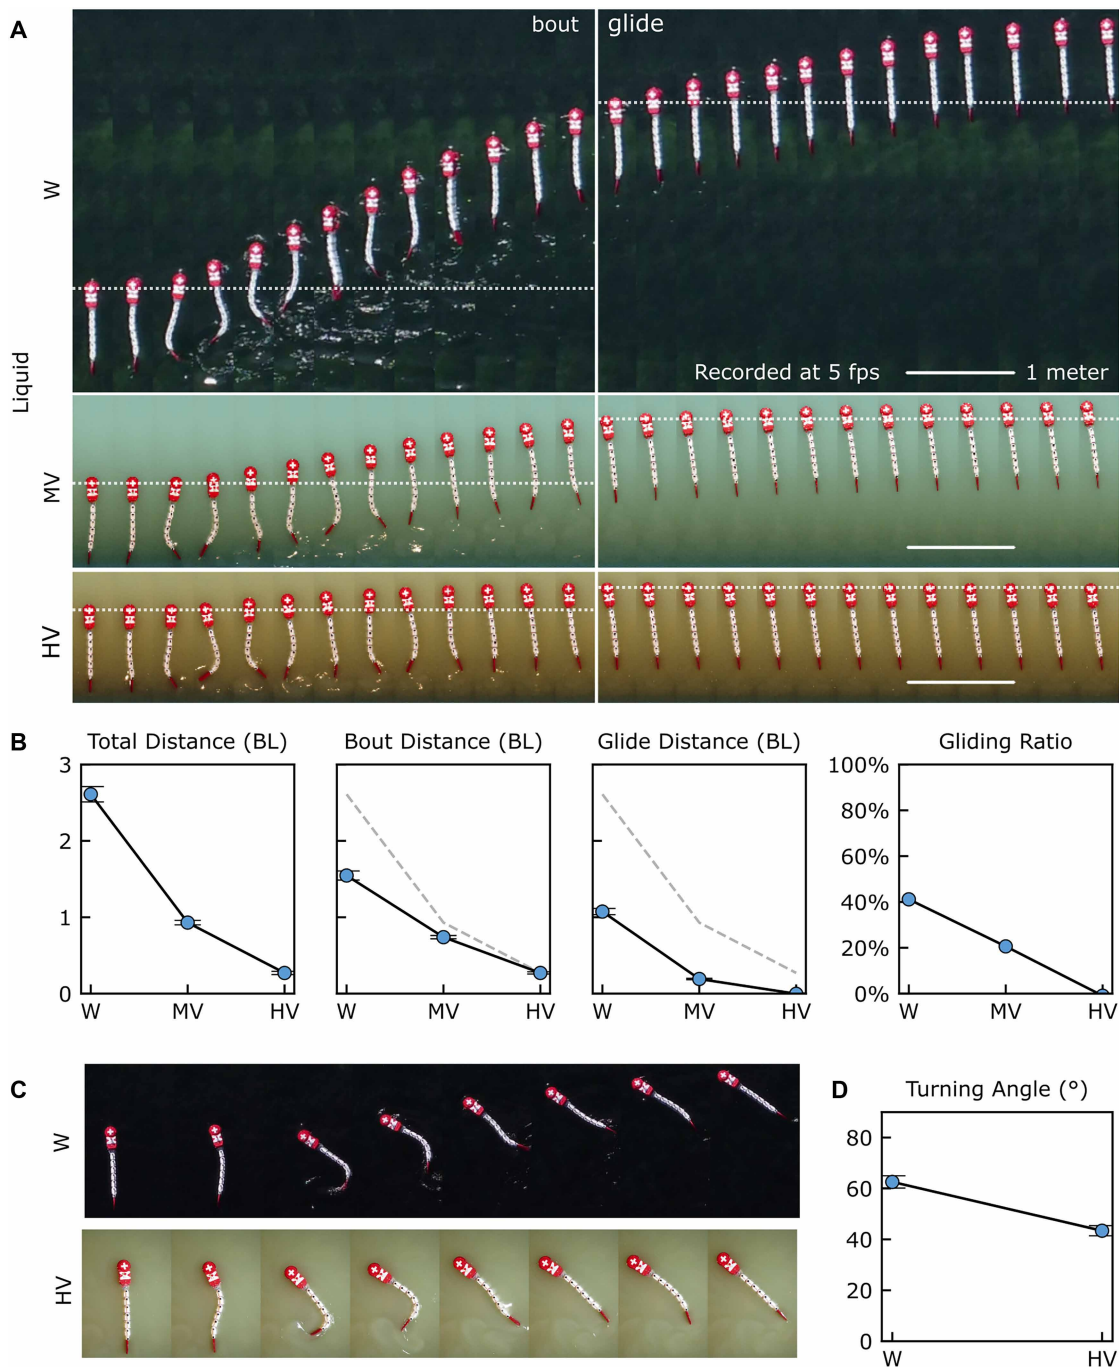 A
bout
glide
W
Recorded at 5 fps
1 meter
Liquid
MV
HV
B
Total Distance (BL)
Bout Distance (BL)
Glide Distance (BL)
Gliding Ratio
3
2
1
0
W MV HV
W MV HV
W MV HV
100%
80%
60%
40%
20%
0%
W MV HV
C
W
HV
D
Turning Angle (°)
80
60
40
20
0
W HV